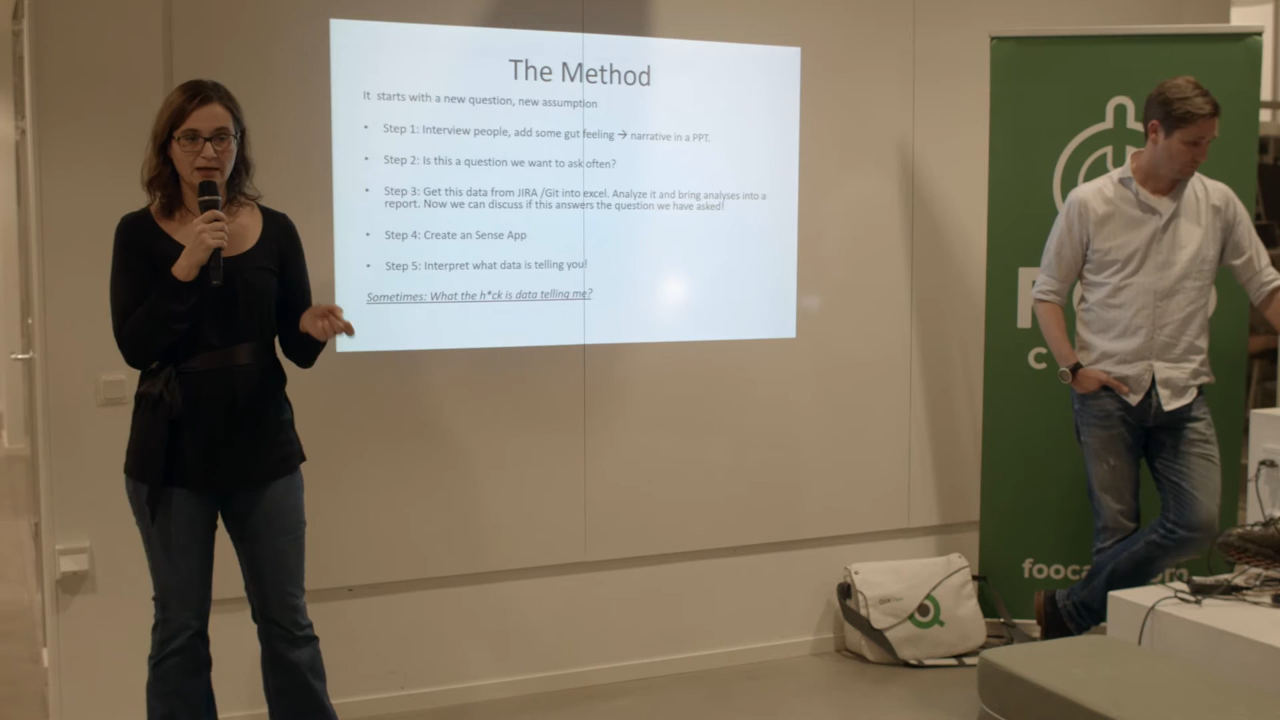 The Method
It starts with a new question, new assumption
• Step 1: Interview people, add some gut feeling → narrative in a PPT.
• Step 2: Is this a question we want to ask often?
• Step 3: Get this data from JIRA /Git into excel. Analyze it and bring analyses into a
report. Now we can discuss if this answers the question we have asked!
• Step 4: Create an Sense App
• Step 5: Interpret what data is telling you!
Sometimes: What the h*ck is data telling me?